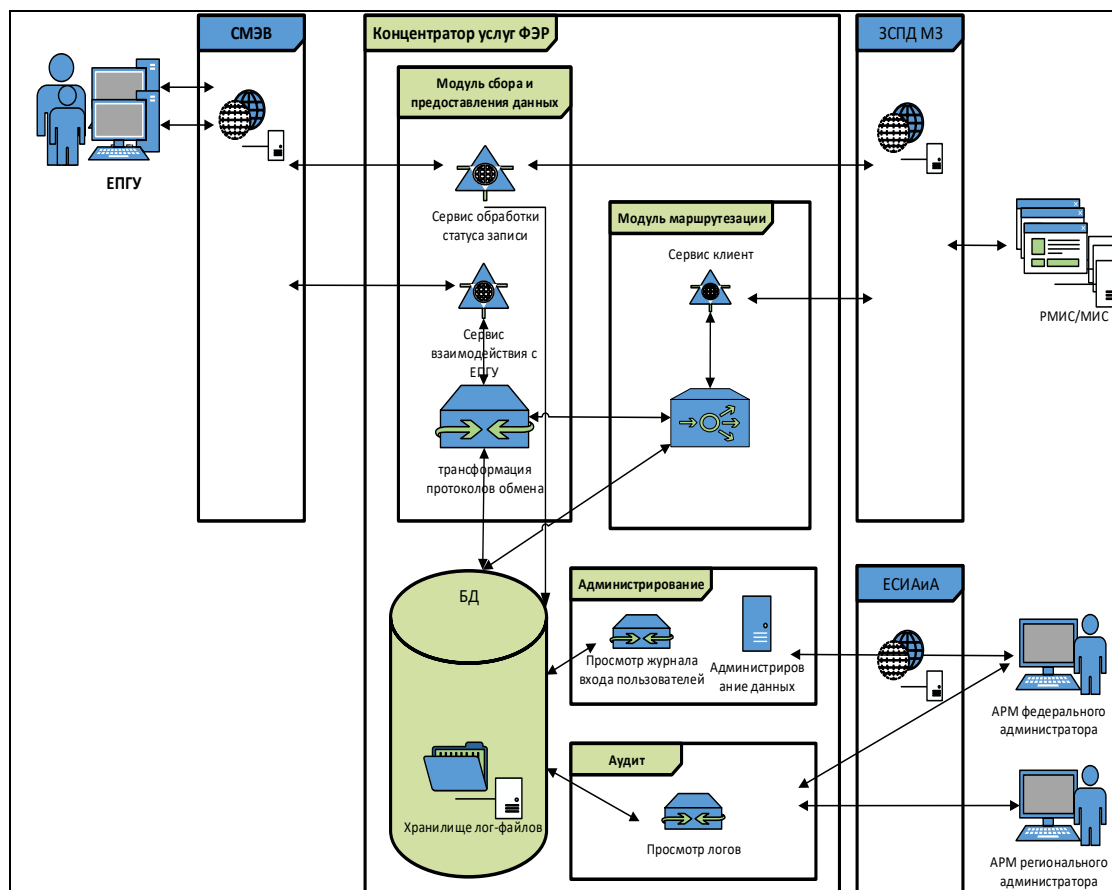 СМЭВ
Концентратор услуг ФЭР
ЗСПД МЗ
Модуль сбора и
предоставления данных
ЕПГУ
Сервис обработки
статуса записи
Модуль маршрутезации
Сервис клиент
Сервис
взаимодействия с
ЕПГУ
РМИС/МИС
трансформация
протоколов обмена
БД
Администрирование
ЕСИАиА
Просмотр журнала
входа пользователей
Администриров
ание данных
АРМ федерального
администратора
Аудит
Хранилище лог-файлов
Просмотр логов
АРМ регионального
администратора